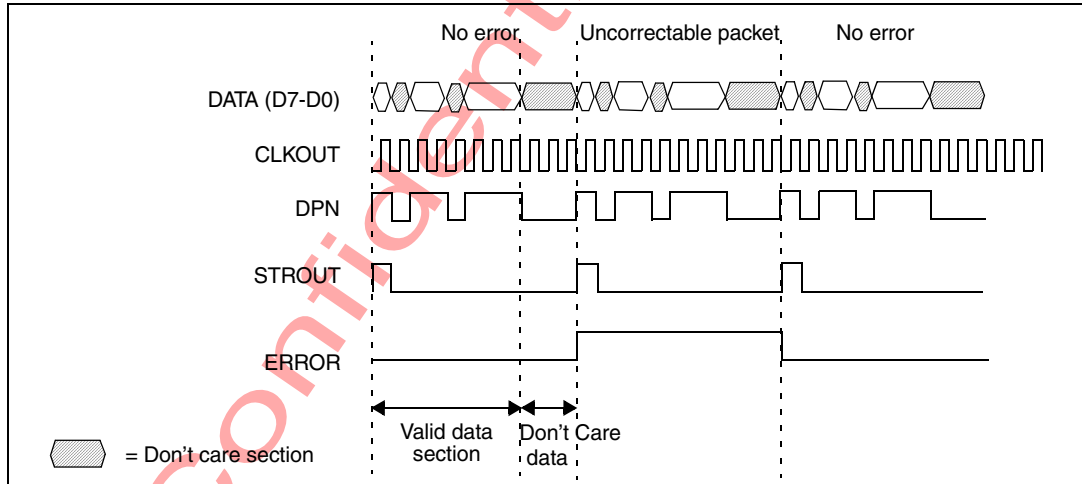 No error Uncorrectable packet No error
DATA (D7-D0)
CLKOUT
DPN
STROUT
ERROR
Valid data section
Don't Care data
= Don't care section
Confident